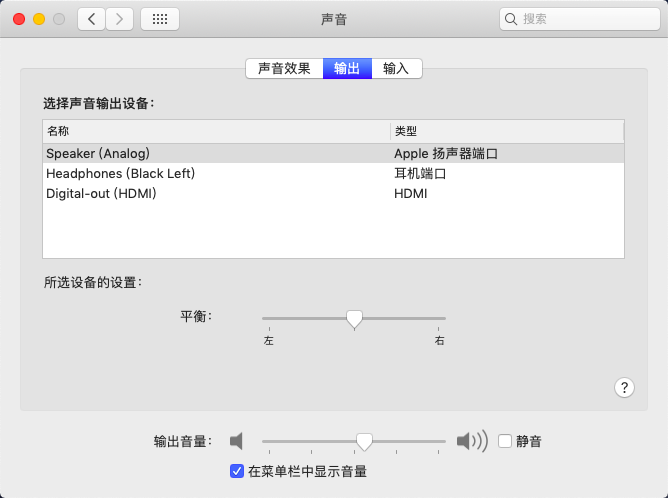 声音
搜索
声音效果 输出 输入
选择声音输出设备：
名称 类型
Speaker (Analog) Apple 扬声器端口
Headphones (Black Left) 耳机端口
Digital-out (HDMI) HDMI
所选设备的设置：
平衡：
左 右
?
输出音量： 静音
在菜单栏中显示音量